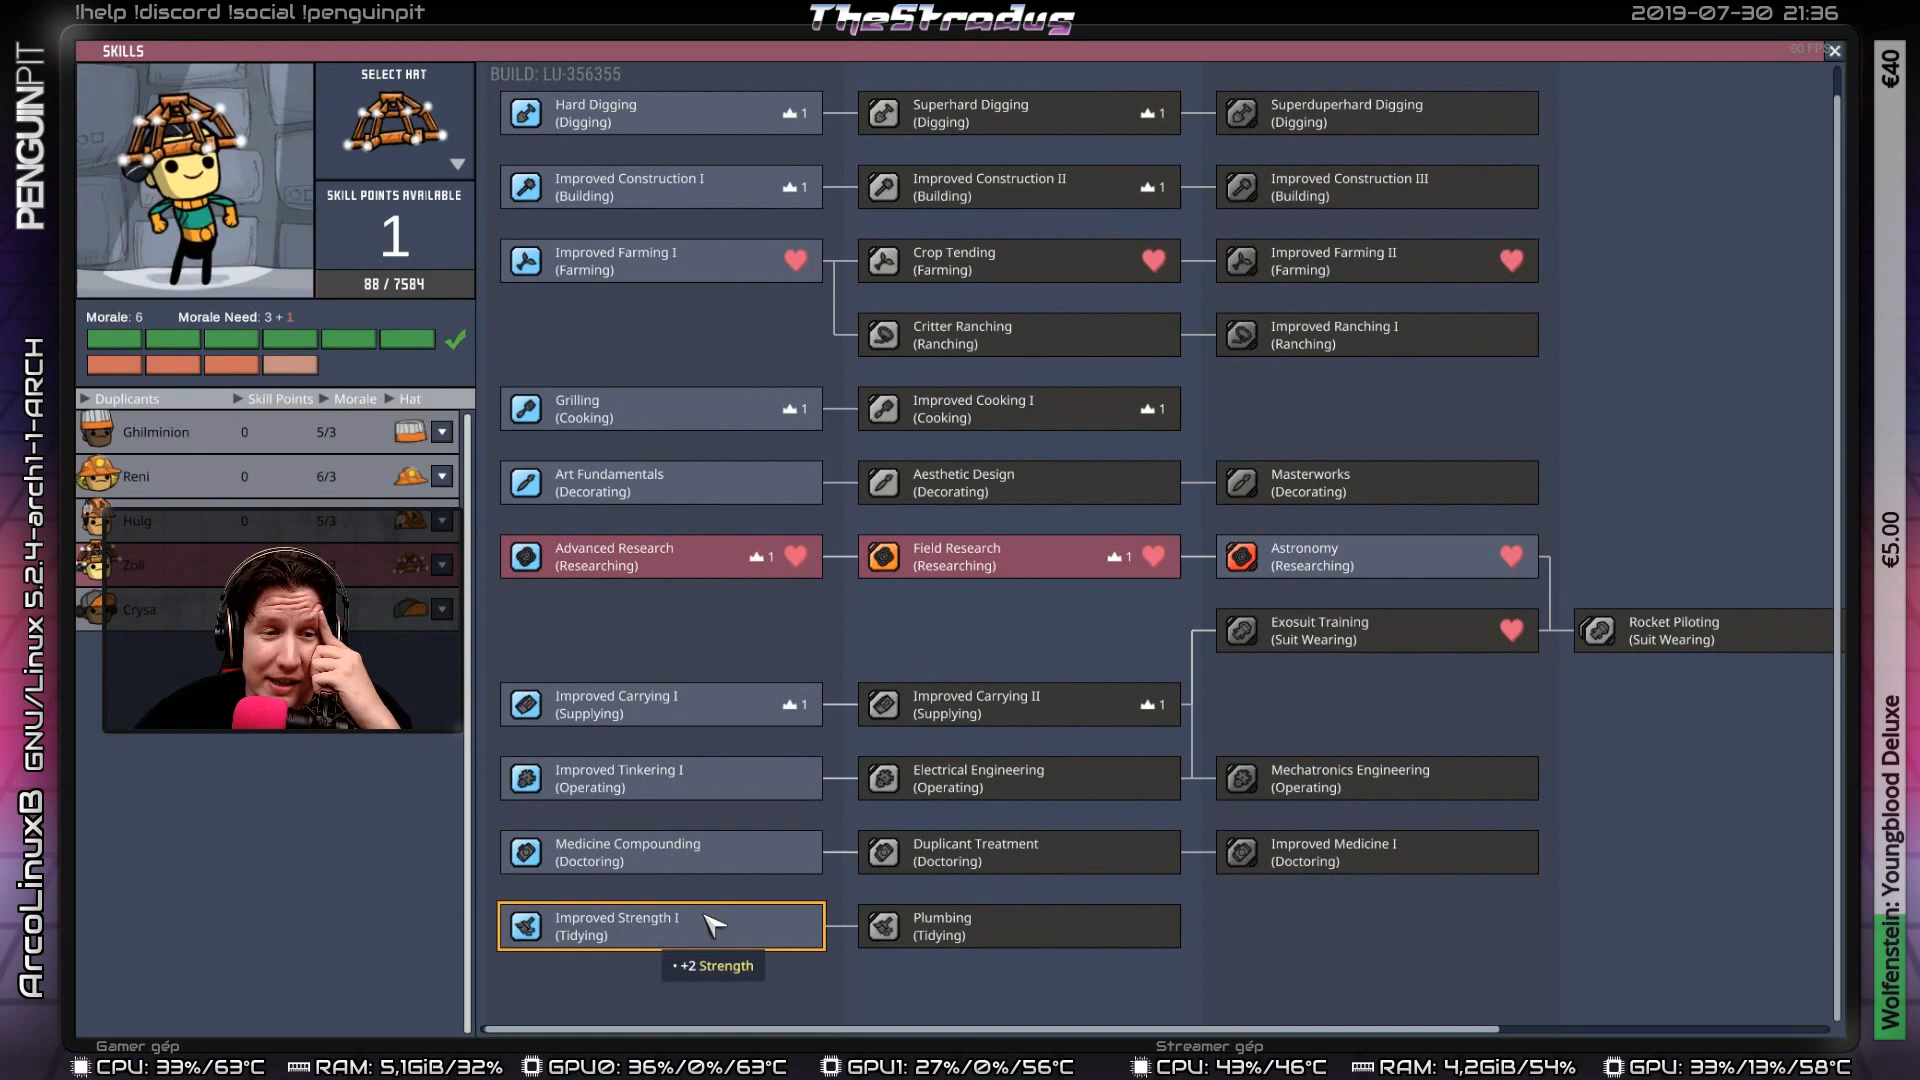 !help !discord !social !penguinpit
TheStradus
2019-07-30 21:36
SKILLS
60 FPS
BUILD: LU-356355
SELECT HAT
SKILL POINTS AVAILABLE
1
88 / 7584
Morale: 6
Morale Need: 3 + 1
Duplicants
Skill Points
Morale
Hat
Ghilminion
0
5/3
Reni
0
6/3
Hulg
0
5/3
Zoli
Crysa
Hard Digging
(Digging)
1
Superhard Digging
(Digging)
1
Superduperhard Digging
(Digging)
Improved Construction I
(Building)
1
Improved Construction II
(Building)
1
Improved Construction III
(Building)
Improved Farming I
(Farming)
Crop Tending
(Farming)
Improved Farming II
(Farming)
Critter Ranching
(Ranching)
Improved Ranching I
(Ranching)
Grilling
(Cooking)
1
Improved Cooking I
(Cooking)
1
Art Fundamentals
(Decorating)
Aesthetic Design
(Decorating)
Masterworks
(Decorating)
Advanced Research
(Researching)
1
Field Research
(Researching)
1
Astronomy
(Researching)
Exosuit Training
(Suit Wearing)
Rocket Piloting
(Suit Wearing)
Improved Carrying I
(Supplying)
1
Improved Carrying II
(Supplying)
1
Improved Tinkering I
(Operating)
Electrical Engineering
(Operating)
Mechatronics Engineering
(Operating)
Medicine Compounding
(Doctoring)
Duplicant Treatment
(Doctoring)
Improved Medicine I
(Doctoring)
Improved Strength I
(Tidying)
Plumbing
(Tidying)
• +2 Strength
PENGUINPIT
ArcoLinuxB GNU/Linux 5.2.4-arch1-1-ARCH
€40
€5.00
Wolfenstein: Youngblood Deluxe
Gamer gép
CPU: 33%/63°C
RAM: 5,1GiB/32%
GPU0: 36%/0%/63°C
GPU1: 27%/0%/56°C
Streamer gép
CPU: 43%/46°C
RAM: 4,2GiB/54%
GPU: 33%/13%/58°C